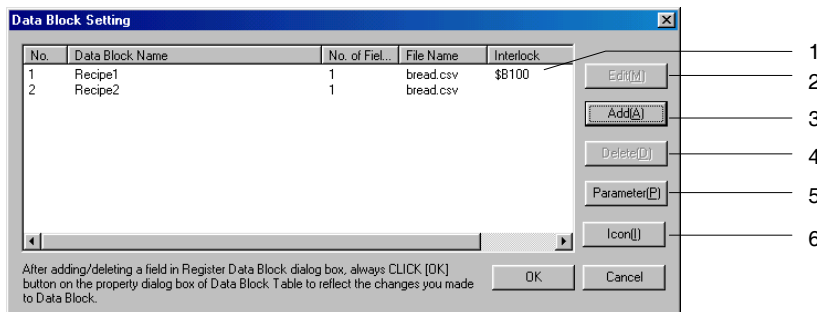 Data Block Setting
No. Data Block Name No. of Fiel... File Name Interlock
1 Recipe1 1 bread.csv $B100
2 Recipe2 1 bread.csv
1
Edit(M)
2
Add(A)
3
Delete(D)
4
Parameter(P)
5
Icon(I)
6
After adding/deleting a field in Register Data Block dialog box, always CLICK [OK]
button on the property dialog box of Data Block Table to reflect the changes you made
to Data Block.
OK Cancel